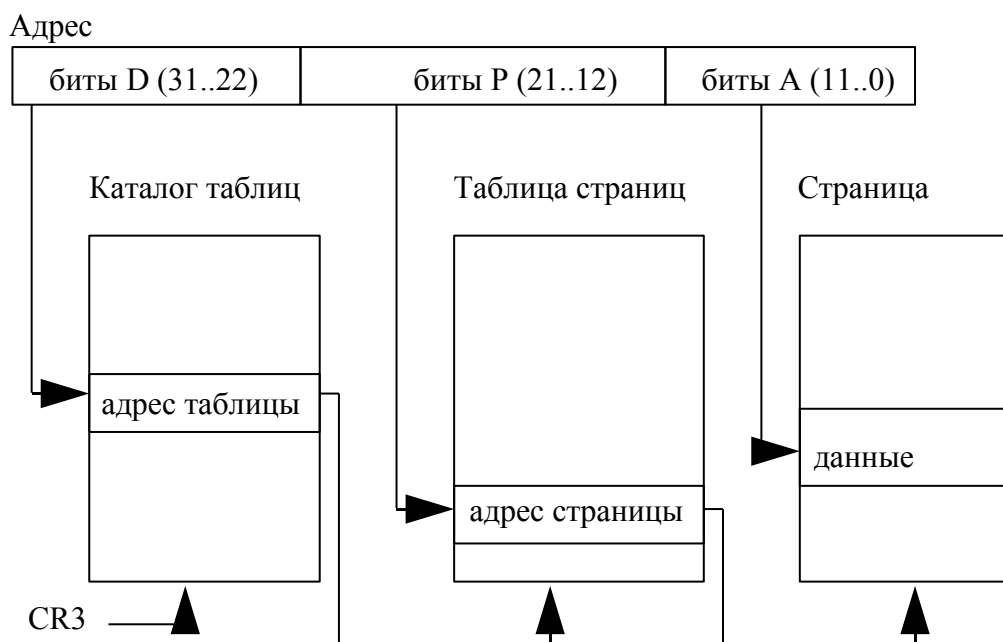 Адрес
биты D (31..22) биты P (21..12) биты A (11..0)
Каталог таблиц Таблица страниц Страница
адрес таблицы
данные
адрес страницы
CR3